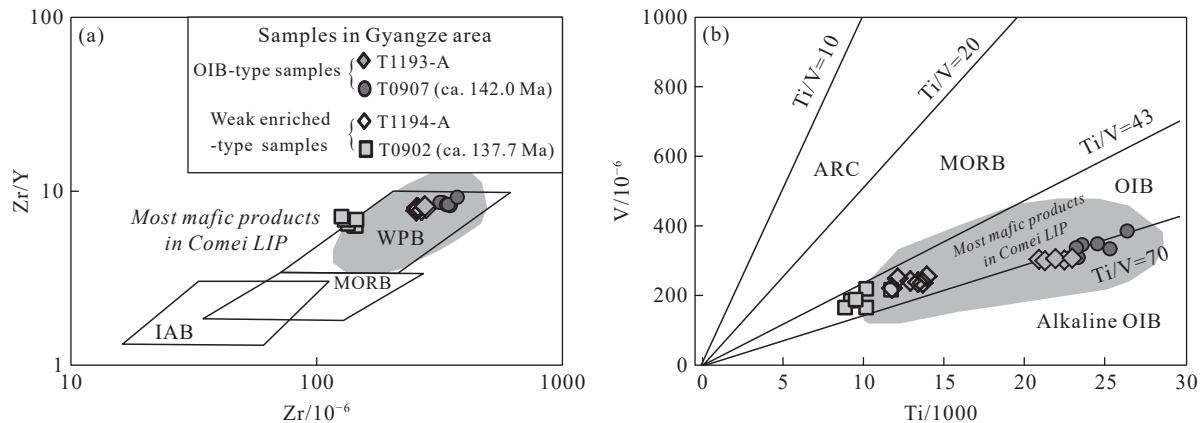 (a)
Samples in Gyangze area
OIB-type samples
T1193-A
T0907 (ca. 142.0 Ma)
Weak enriched
-type samples
T1194-A
T0902 (ca. 137.7 Ma)
Most mafic products
in Comei LIP
WPB
MORB
IAB
100
10
1
Zr/Y
10
100
1000
Zr/10⁻⁶
(b)
Ti/V=10
Ti/V=20
Ti/V=43
Ti/V=70
ARC
MORB
OIB
Most mafic products
in Comei LIP
Alkaline OIB
1000
800
600
400
200
0
V/10⁻⁶
0
5
10
15
20
25
30
Ti/1000